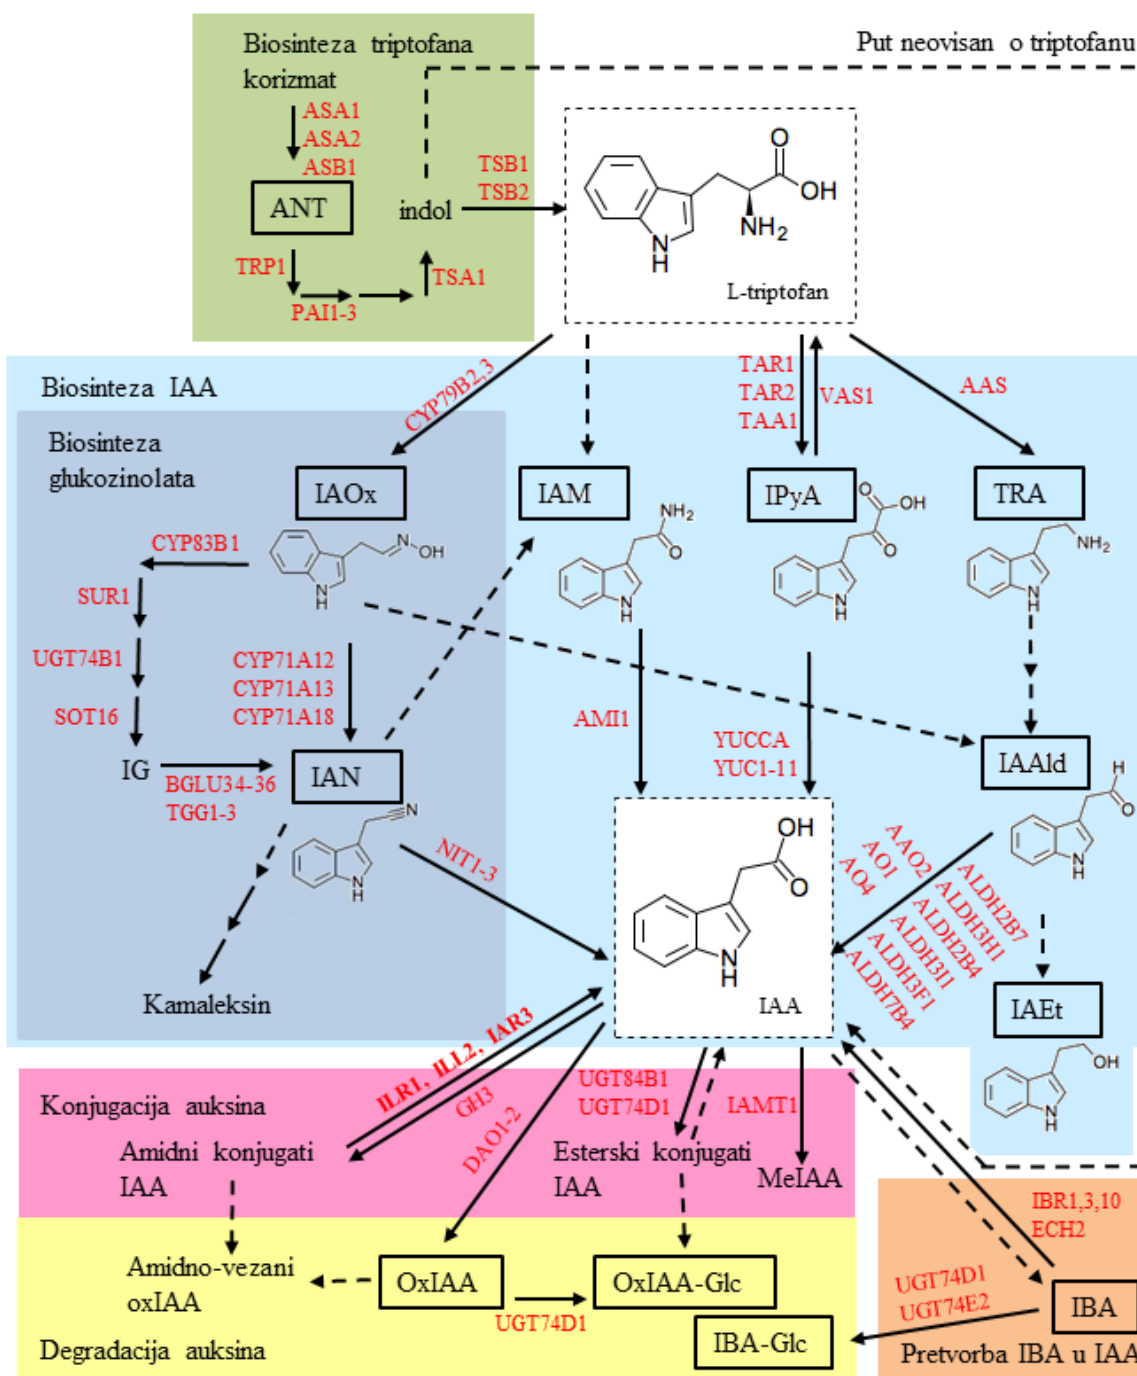 Biosinteza triptofana
korizmat
Put neovisan o triptofanu
ASA1
ASA2
ASB1
ANT
indol
TSB1
TSB2
TRP1
PAI1-3
TSA1
O
OH
NH2
N
H
L-triptofan
Biosinteza IAA
CYP79B2,3
TAR1
TAR2
TAA1
VAS1
AAS
Biosinteza
glukozinolata
IAOx
IAM
IPyA
TRA
N
OH
N
H
NH2
O
N
H
O
OH
O
N
H
NH2
N
H
CYP83B1
SUR1
UGT74B1
SOT16
IG
CYP71A12
CYP71A13
CYP71A18
BGLU34-36
TGG1-3
IAN
N
N
H
AMI1
YUCCA
YUC1-11
IAAld
H
O
N
H
NIT1-3
OH
O
N
H
IAA
AAO2
AO1
AO4
ALDH2B7
ALDH3H1
ALDH2B4
ALDH3I1
ALDH3F1
ALDH7B4
Kamaleksin
IAEt
OH
N
H
Konjugacija auksina
ILR1, ILL2, IAR3
GH3
DAO1-2
UGT84B1
UGT74D1
IAMT1
Amidni konjugati
IAA
Esterski konjugati
IAA
MeIAA
IBR1,3,10
ECH2
Amidno-vezani
oxIAA
OxIAA
UGT74D1
OxIAA-Glc
IBA-Glc
UGT74D1
UGT74E2
IBA
Degradacija auksina
Pretvorba IBA u IAA